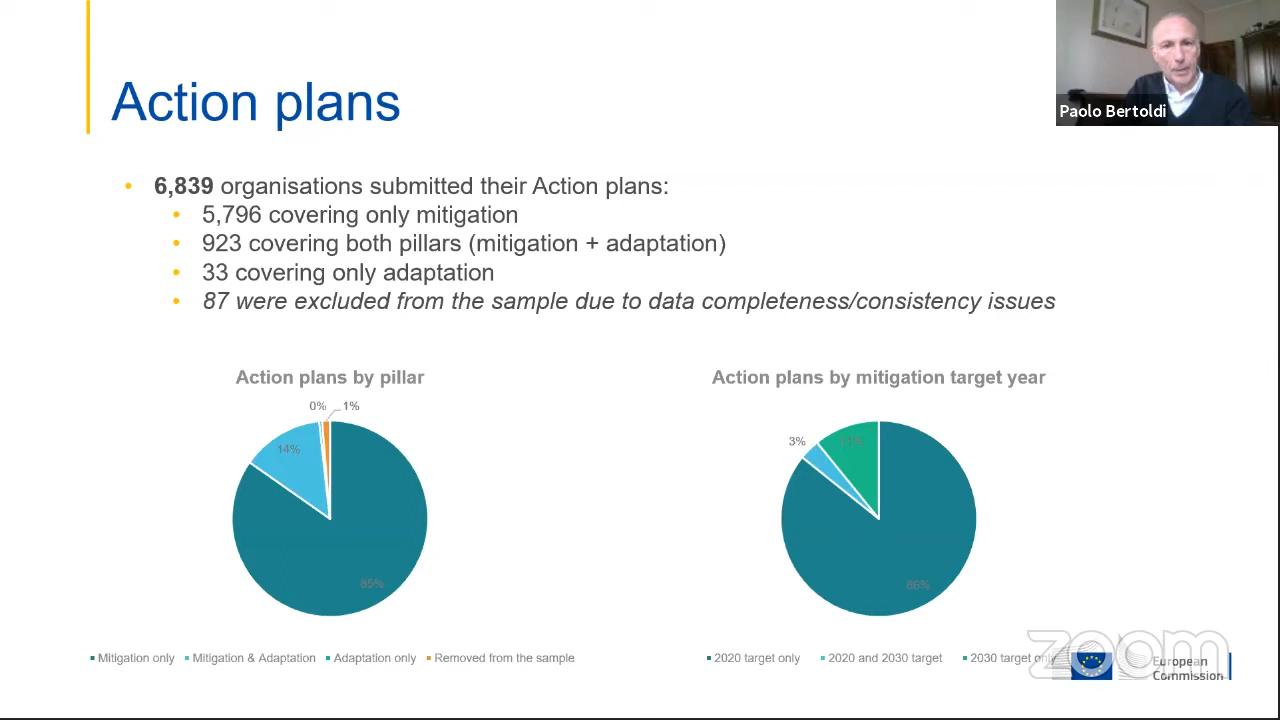 Action plans
Paolo Bertoldi
• 6,839 organisations submitted their Action plans:
• 5,796 covering only mitigation
• 923 covering both pillars (mitigation + adaptation)
• 33 covering only adaptation
• 87 were excluded from the sample due to data completeness/consistency issues
Action plans by pillar
0% 1%
14%
85%
Mitigation only Mitigation & Adaptation Adaptation only Removed from the sample
Action plans by mitigation target year
3% 11%
86%
2020 target only 2020 and 2030 target 2030 target only
zoom
European
Commission